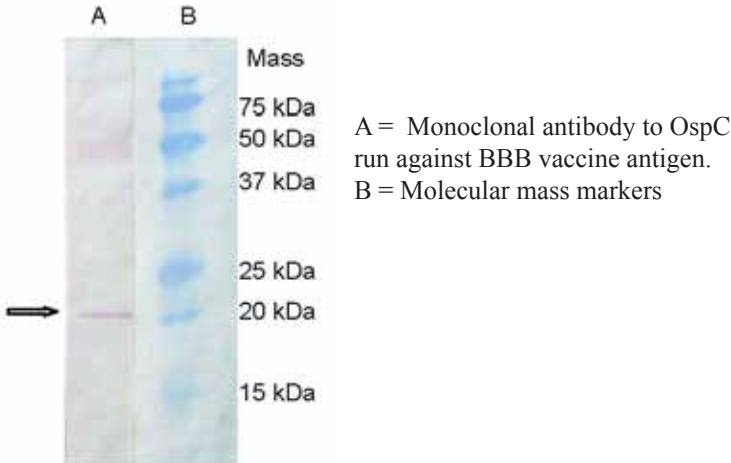 A B
Mass
75 kDa
50 kDa
37 kDa
25 kDa
20 kDa
15 kDa
A = Monoclonal antibody to OspC
run against BBB vaccine antigen.
B = Molecular mass markers